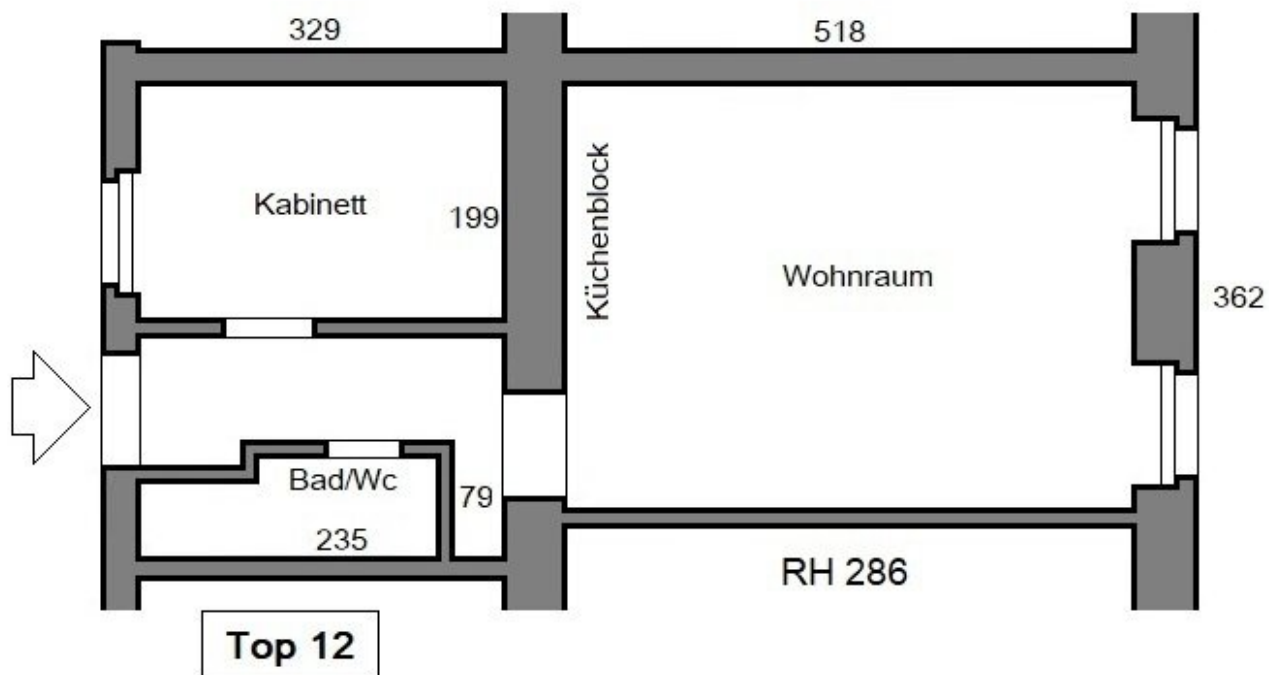 329
518
Kabinett
199
Küchenblock
Wohnraum
362
Bad/Wc
79
235
RH 286
Top 12